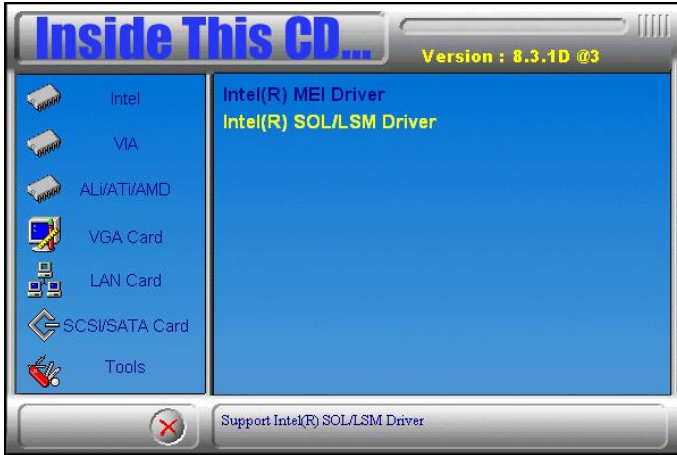 Inside This CD...
Version : 8.3.1D @3
Intel
VIA
ALi/ATi/AMD
VGA Card
LAN Card
SCSI/SATA Card
Tools
Intel(R) MEI Driver
Intel(R) SOL/LSM Driver
Support Intel(R) SOL/LSM Driver